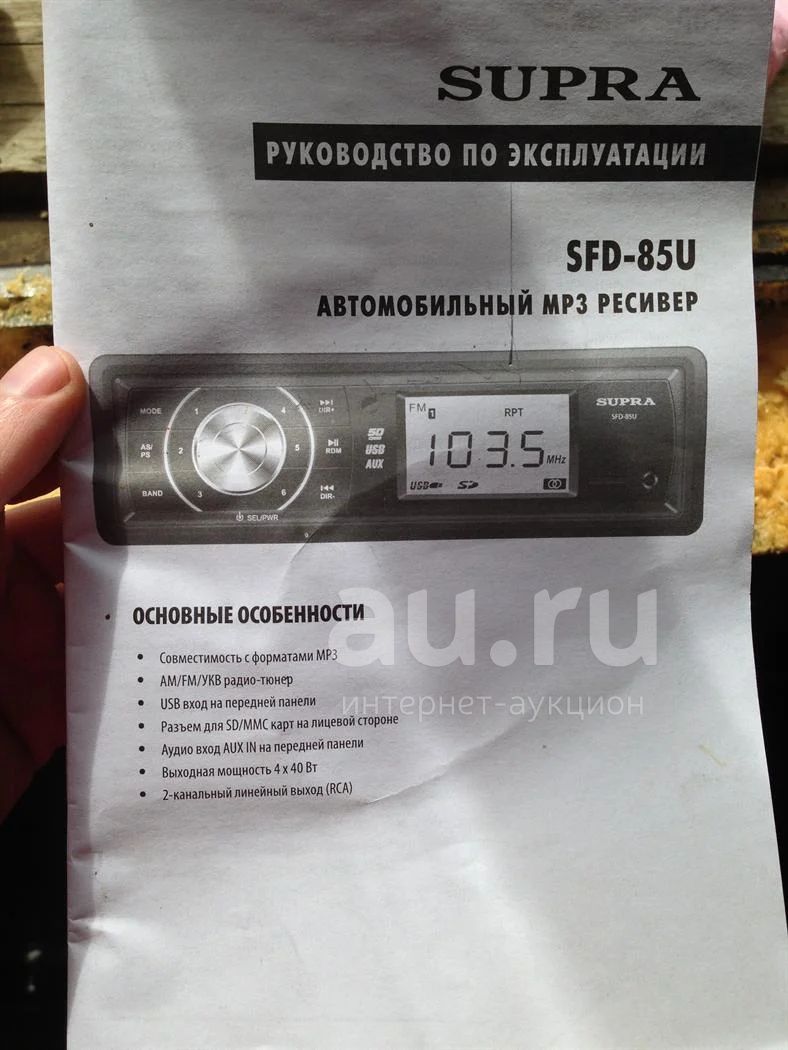 SUPRA
РУКОВОДСТВО ПО ЭКСПЛУАТАЦИИ
SFD-85U
АВТОМОБИЛЬНЫЙ MP3 РЕСИВЕР
MODE
1
4
DIR+
AS/
PS
2
5
RDM
BAND
3
6
DIR-
SEL/PWR
SD
USB
AUX
FM
1
RPT
103.5 MHz
USB
SD
SUPRA
SFD-85U
ОСНОВНЫЕ ОСОБЕННОСТИ
• Совместимость с форматами MP3
• AM/FM/УКВ радио-тюнер
• USB вход на передней панели
• Разъем для SD/MMC карт на лицевой стороне
• Аудио вход AUX IN на передней панели
• Выходная мощность 4 x 40 Вт
• 2-канальный линейный выход (RCA)
au.ru
интернет-аукцион